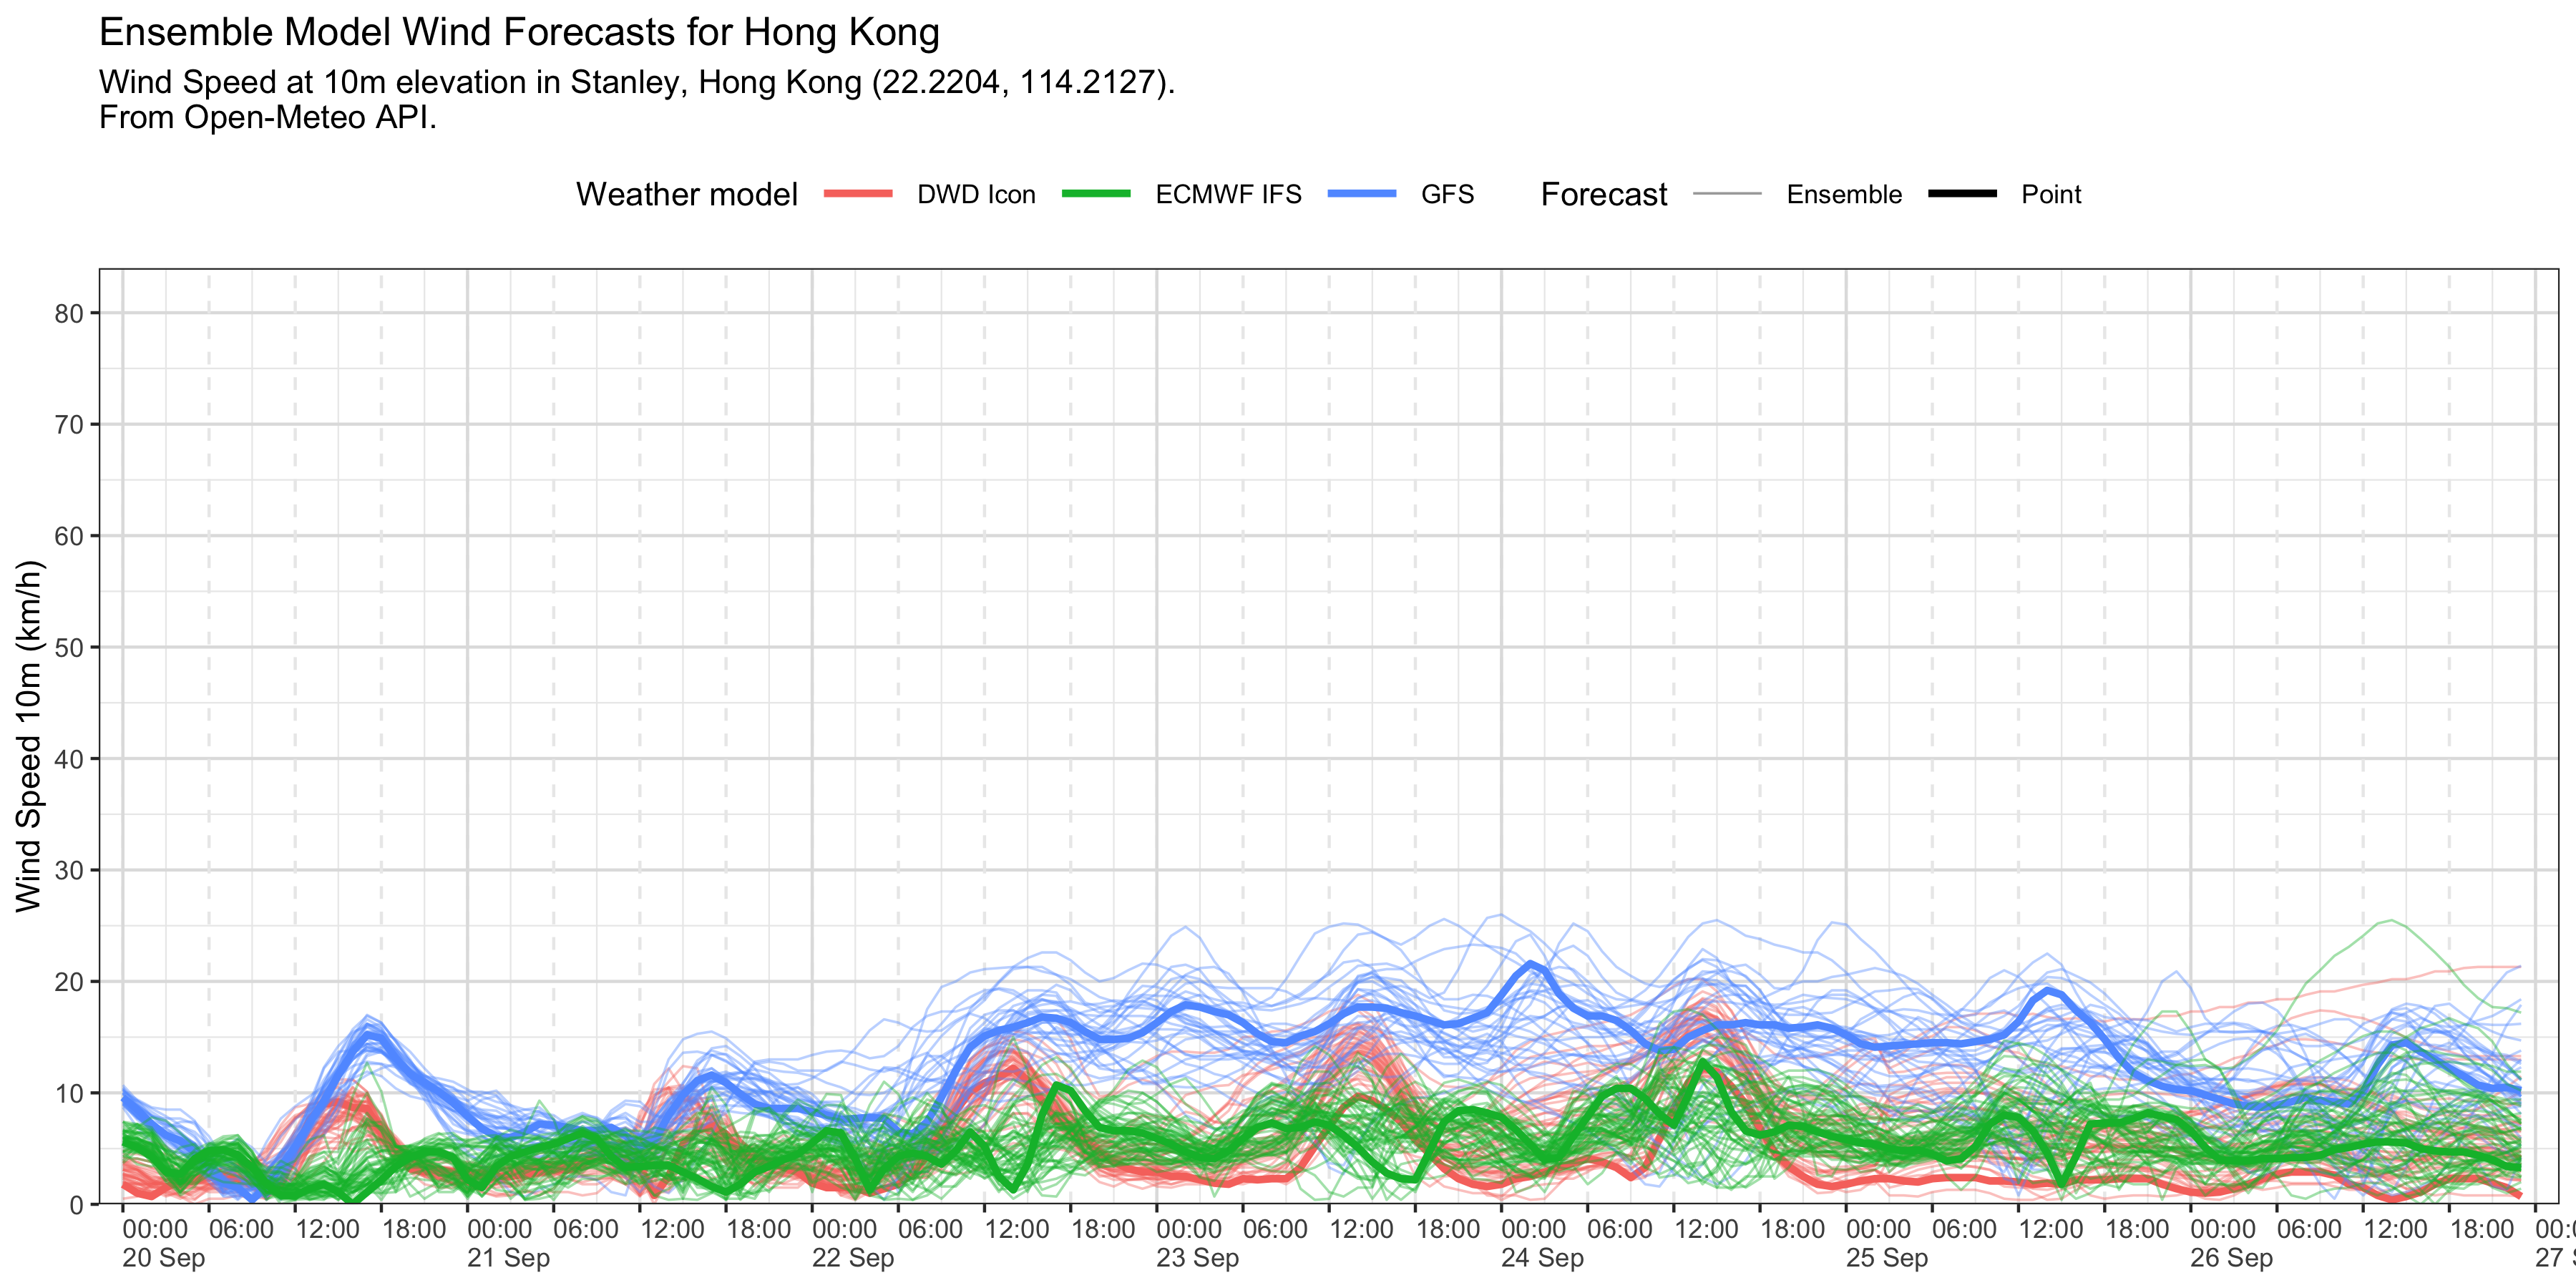 Ensemble Model Wind Forecasts for Hong Kong
Wind Speed at 10m elevation in Stanley, Hong Kong (22.2204, 114.2127).
From Open-Meteo API.
Weather model DWD Icon ECMWF IFS GFS Forecast Ensemble Point
Wind Speed 10m (km/h)
80
70
60
50
40
30
20
10
0
00:00 06:00 12:00 18:00 00:00 06:00 12:00 18:00 00:00 06:00 12:00 18:00 00:00 06:00 12:00 18:00 00:00 06:00 12:00 18:00 00:00 06:00 12:00 18:00 00:00 06:00 12:00 18:00
20 Sep 21 Sep 22 Sep 23 Sep 24 Sep 25 Sep 26 Sep 27